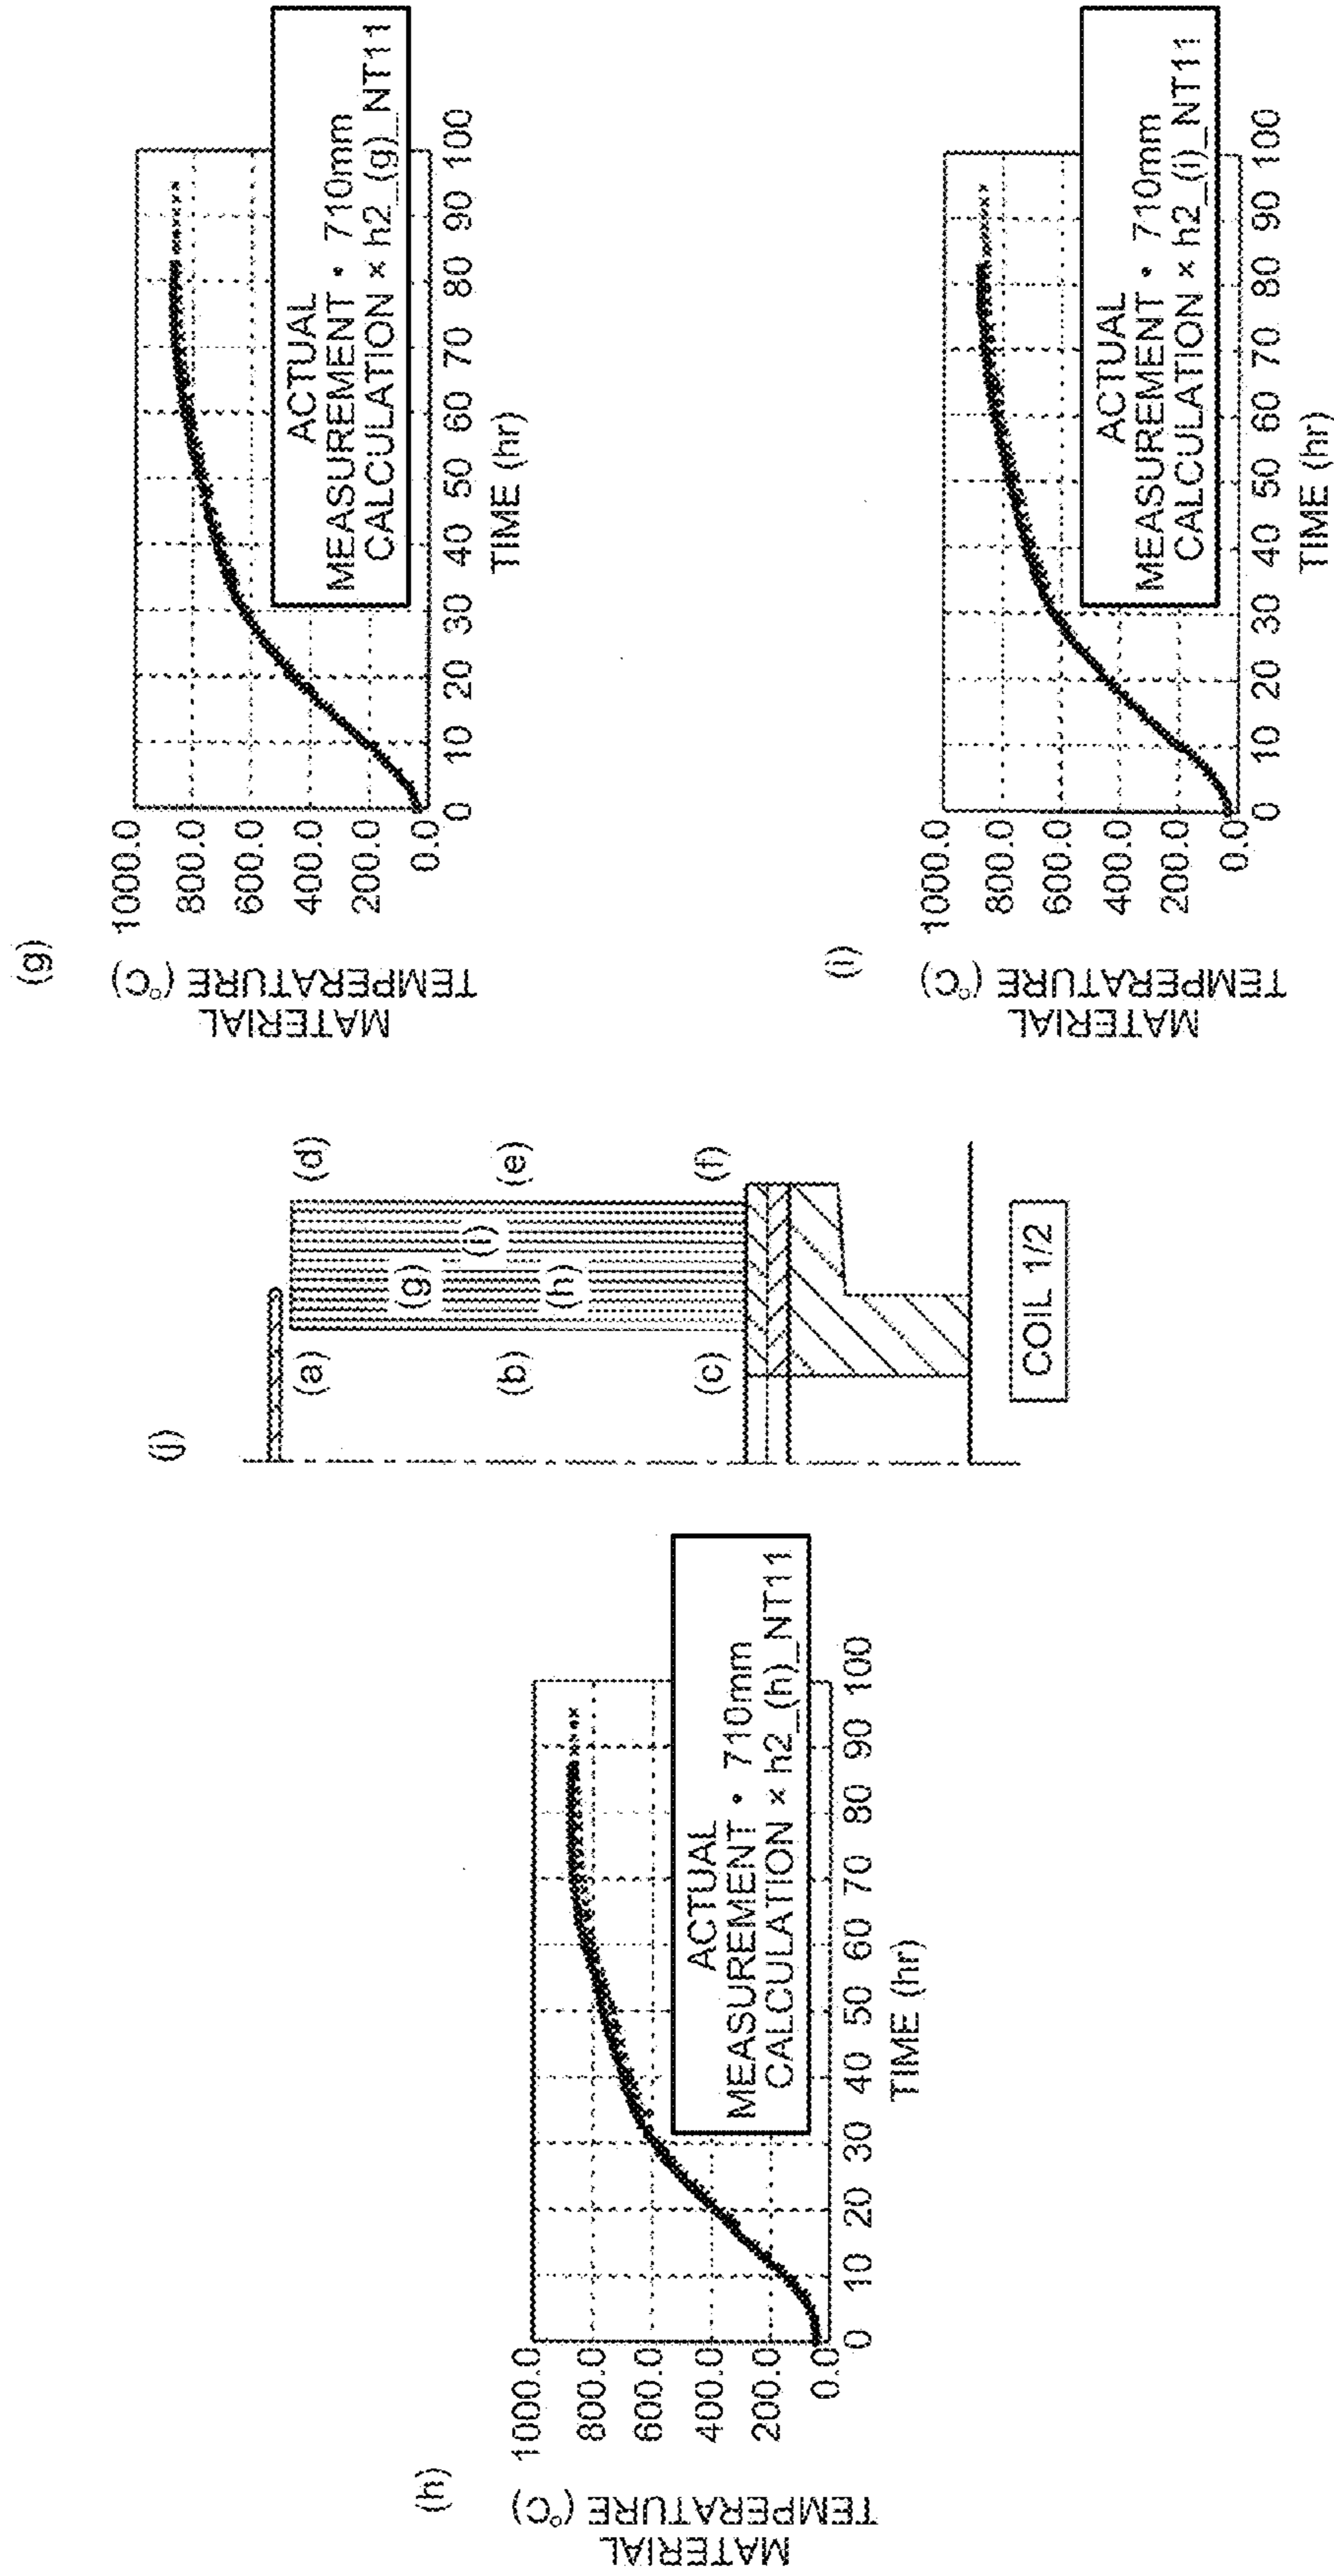 (g)
MATERIAL
TEMPERATURE (°C)
1000.0
800.0
600.0
400.0
200.0
0.0
0 10 20 30 40 50 60 70 80 90 100
TIME (hr)
ACTUAL
MEASUREMENT • 710mm
CALCULATION × h2_(g)_NT11
(i)
MATERIAL
TEMPERATURE (°C)
1000.0
800.0
600.0
400.0
200.0
0.0
0 10 20 30 40 50 60 70 80 90 100
TIME (hr)
ACTUAL
MEASUREMENT • 710mm
CALCULATION × h2_(i)_NT11
(j)
(a)
(d)
(g)
(i)
(b)
(e)
(h)
(c)
(f)
COIL 1/2
(h)
MATERIAL
TEMPERATURE (°C)
1000.0
800.0
600.0
400.0
200.0
0.0
0 10 20 30 40 50 60 70 80 90 100
TIME (hr)
ACTUAL
MEASUREMENT • 710mm
CALCULATION × h2_(h)_NT11